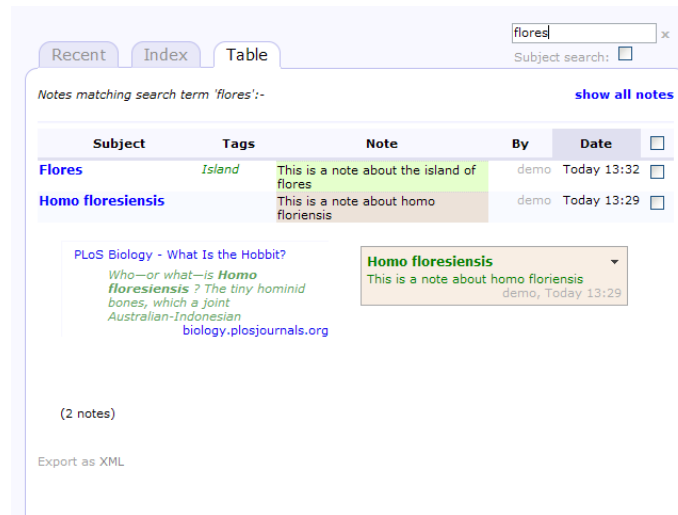 flores x
Recent Index Table
Subject search:
Notes matching search term 'flores':- show all notes
Subject Tags Note By Date
Flores Island This is a note about the island of flores demo Today 13:32
Homo floresiensis This is a note about homo floriensis demo Today 13:29
PLoS Biology - What Is the Hobbit?
Who—or what—is Homo
floresiensis ? The tiny hominid
bones, which a joint
Australian-Indonesian
biology.plosjournals.org
Homo floresiensis
This is a note about homo floriensis
demo, Today 13:29
(2 notes)
Export as XML